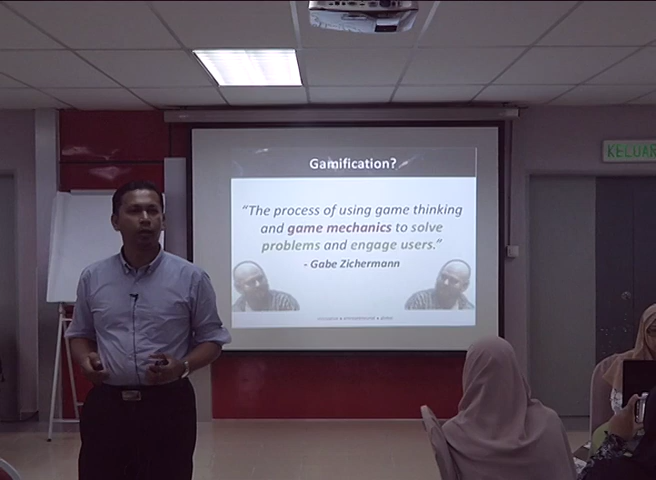 Gamification?
"The process of using game thinking
and game mechanics to solve
problems and engage users."
- Gabe Zichermann
KELUAR